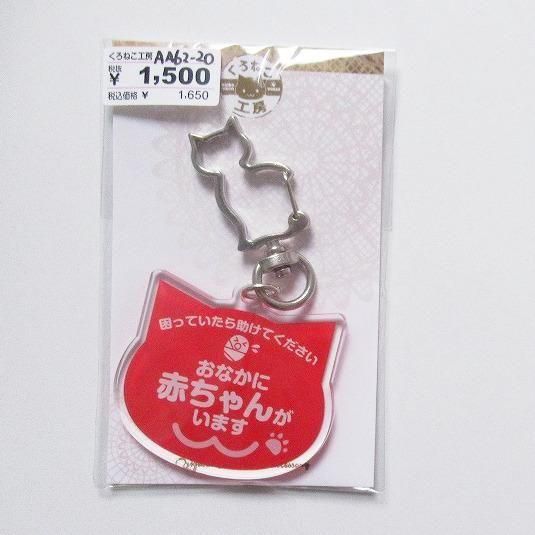 くろねこ工房 AA62-20
税抜
¥ 1,500
税込価格 ¥ 1,650
くろねこ
工房
困っていたら助けてください
おなかに
赤ちゃんが
います